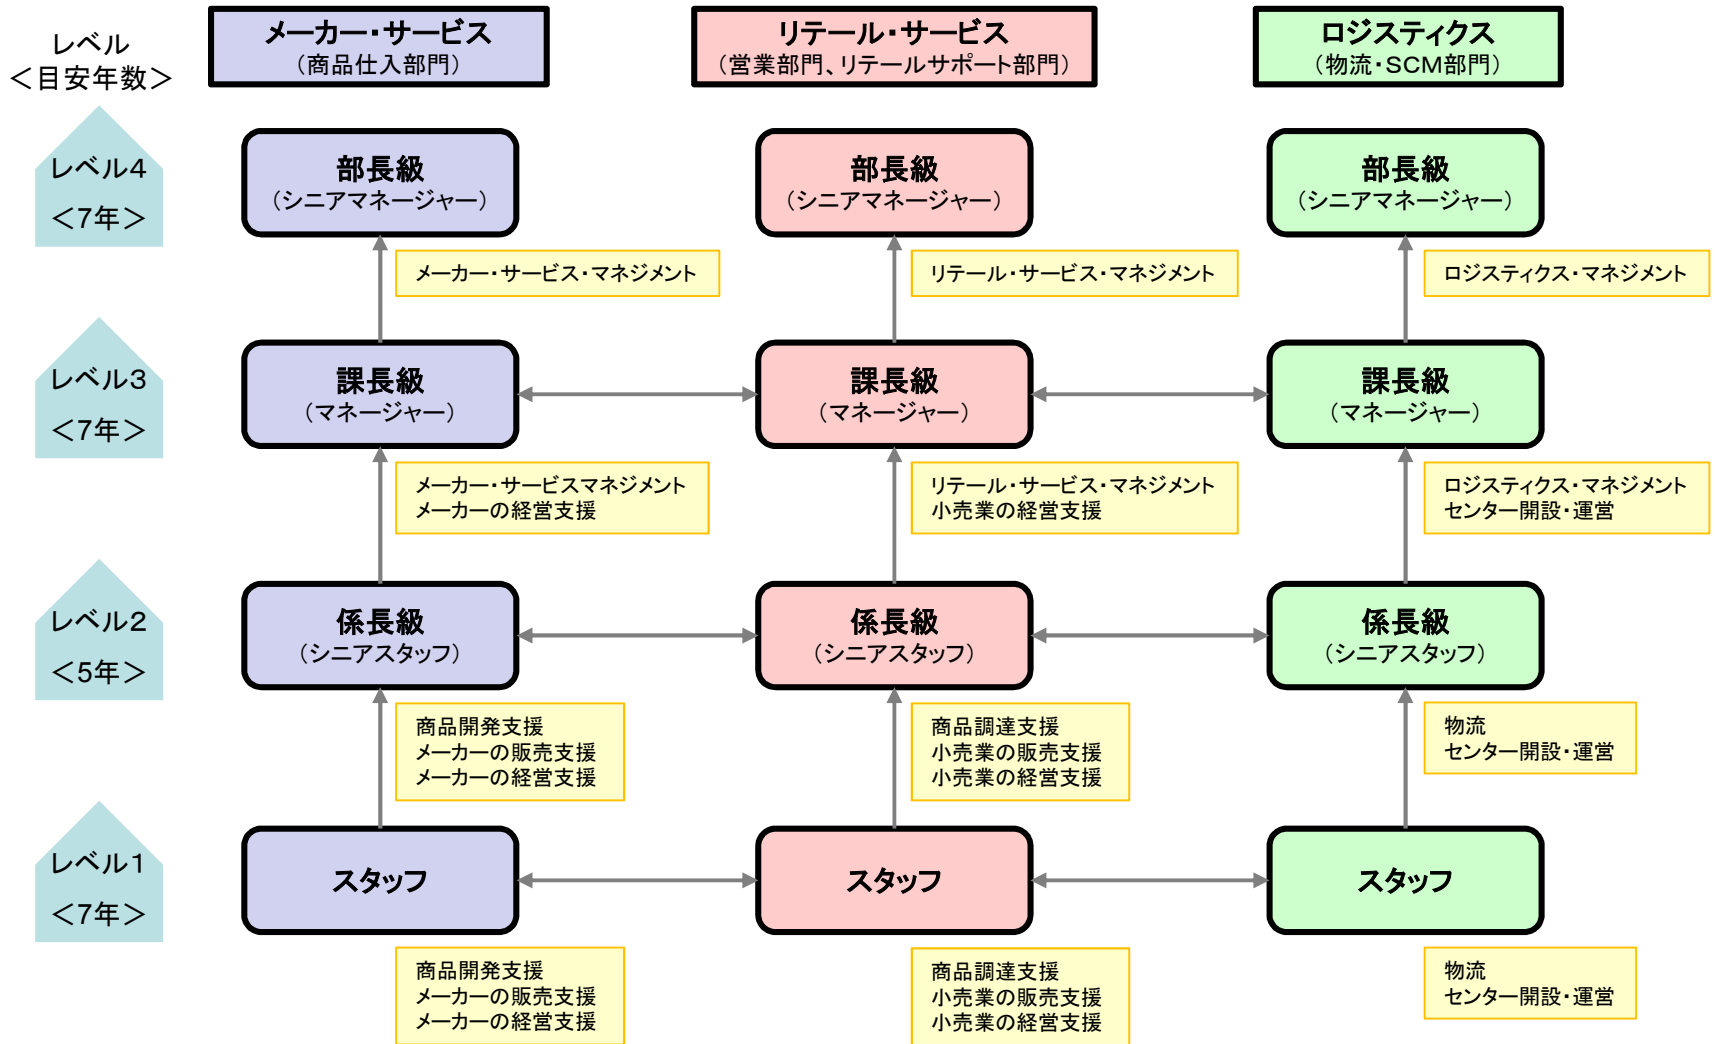 レベル
＜目安年数＞
メーカー・サービス
（商品仕入部門）
リテール・サービス
（営業部門、リテールサポート部門）
ロジスティクス
（物流・SCM部門）
レベル4
＜7年＞
部長級
（シニアマネージャー）
部長級
（シニアマネージャー）
部長級
（シニアマネージャー）
メーカー・サービス・マネジメント
リテール・サービス・マネジメント
ロジスティクス・マネジメント
レベル3
＜7年＞
課長級
（マネージャー）
課長級
（マネージャー）
課長級
（マネージャー）
メーカー・サービスマネジメント
メーカーの経営支援
リテール・サービス・マネジメント
小売業の経営支援
ロジスティクス・マネジメント
センター開設・運営
レベル2
＜5年＞
係長級
（シニアスタッフ）
係長級
（シニアスタッフ）
係長級
（シニアスタッフ）
商品開発支援
メーカーの販売支援
メーカーの経営支援
商品調達支援
小売業の販売支援
小売業の経営支援
物流
センター開設・運営
レベル1
＜7年＞
スタッフ
スタッフ
スタッフ
商品開発支援
メーカーの販売支援
メーカーの経営支援
商品調達支援
小売業の販売支援
小売業の経営支援
物流
センター開設・運営